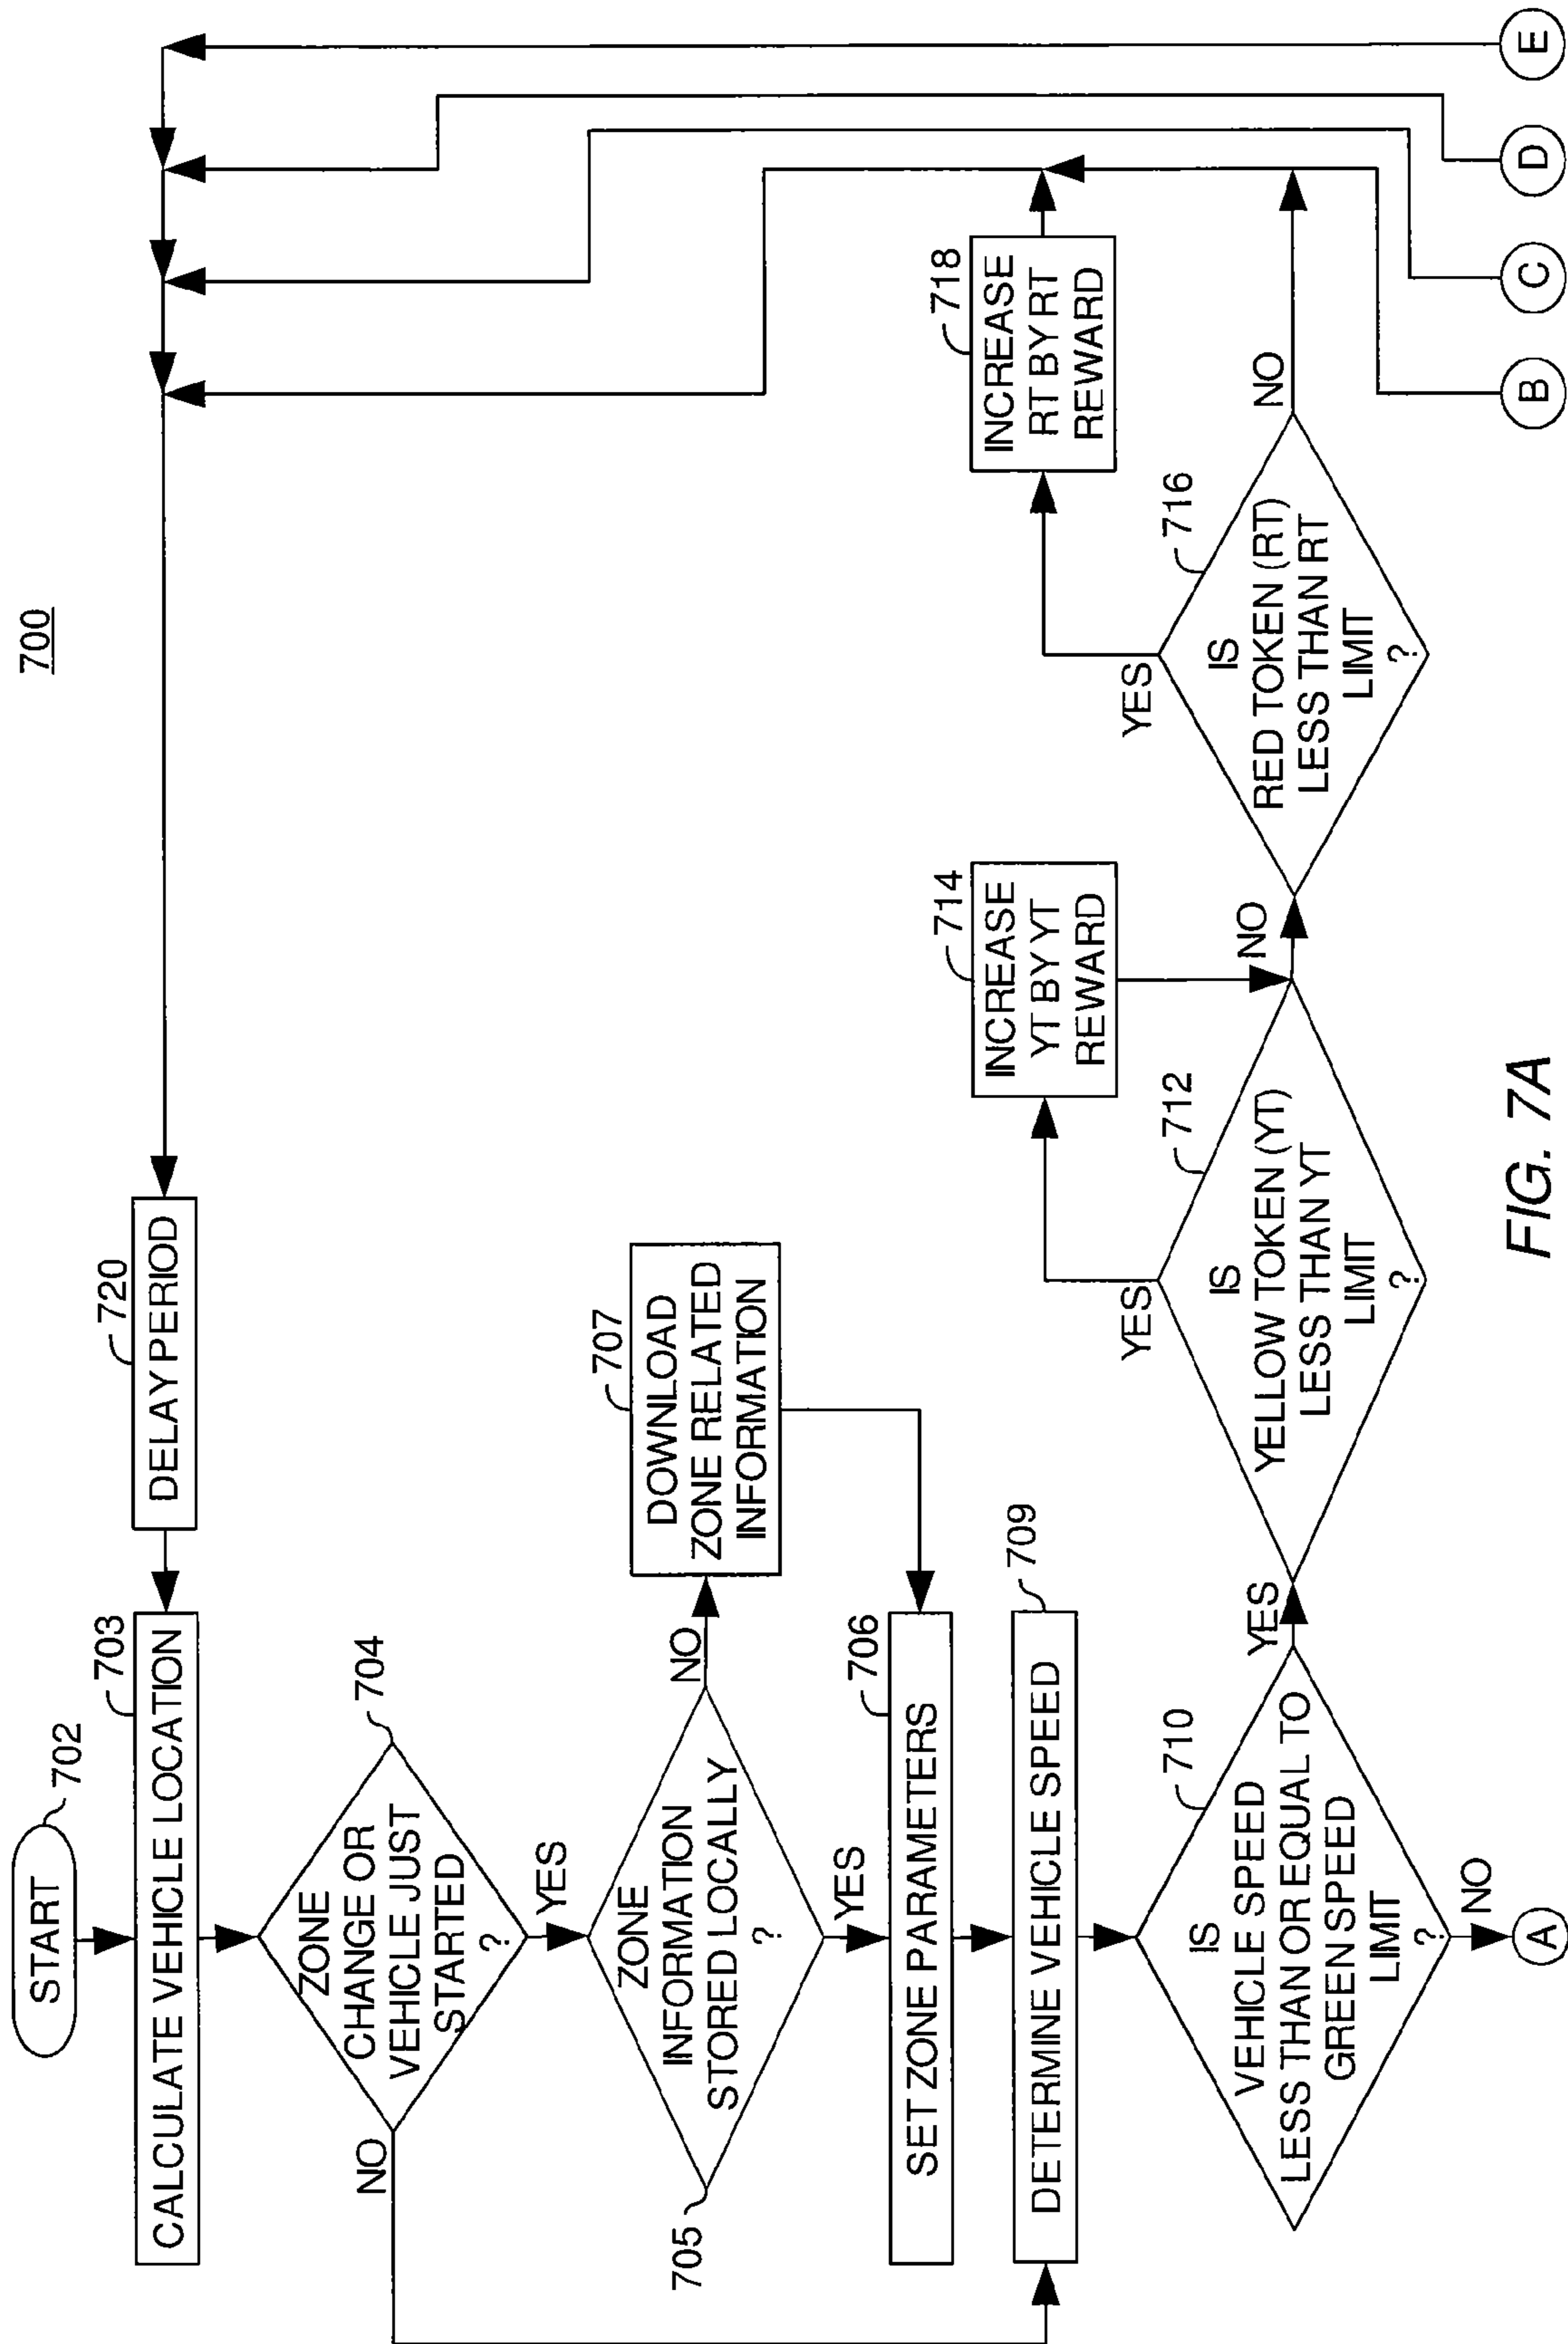 700
START
702
CALCULATE VEHICLE LOCATION
703
DELAY PERIOD
720
ZONE
CHANGE OR
VEHICLE JUST
STARTED
?
704
NO
YES
ZONE
INFORMATION
STORED LOCALLY
?
705
NO
YES
DOWNLOAD
ZONE RELATED
INFORMATION
707
SET ZONE PARAMETERS
706
DETERMINE VEHICLE SPEED
709
IS
VEHICLE SPEED
LESS THAN OR EQUAL TO
GREEN SPEED
LIMIT
?
710
YES
NO
A
IS
YELLOW TOKEN (YT)
LESS THAN YT
LIMIT
?
712
YES
NO
INCREASE
YT BY YT
REWARD
714
IS
RED TOKEN (RT)
LESS THAN RT
LIMIT
?
716
YES
NO
INCREASE
RT BY RT
REWARD
718
B
C
D
E
FIG. 7A